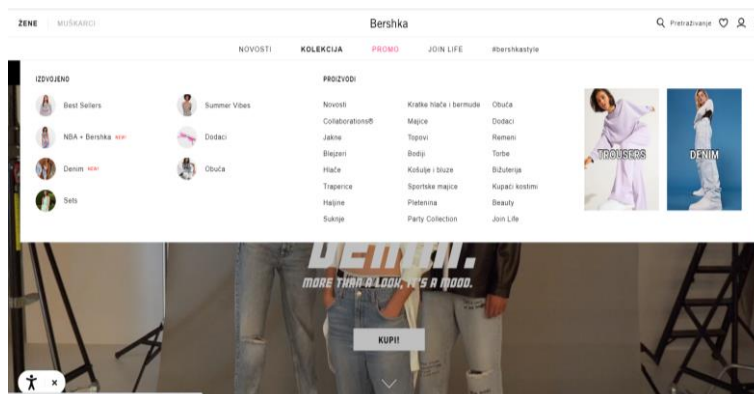 ŽENE MUŠKARCI Bershka Pretraživanje
NOVOSTI KOLEKCIJA PROMO JOIN LIFE #bershkastyle
IZDVOJENO
Best Sellers Summer Vibes
NBA + Bershka NEW! Dodaci
Denim NEW! Obuća
Sets
PROIZVODI
Novosti Kratke hlače i bermude Obuća
Collaborations® Majice Dodaci
Jakne Topovi Remeni
Blejzeri Bodiji Torbe
Hlače Košulje i bluze Bižuterija
Traperice Sportske majice Kupaći kostimi
Haljine Pletenina Beauty
Suknje Party Collection Join Life
TROUSERS DENIM
DENIM.
MORE THAN A LOOK, IT'S A MOOD.
KUPI!
×